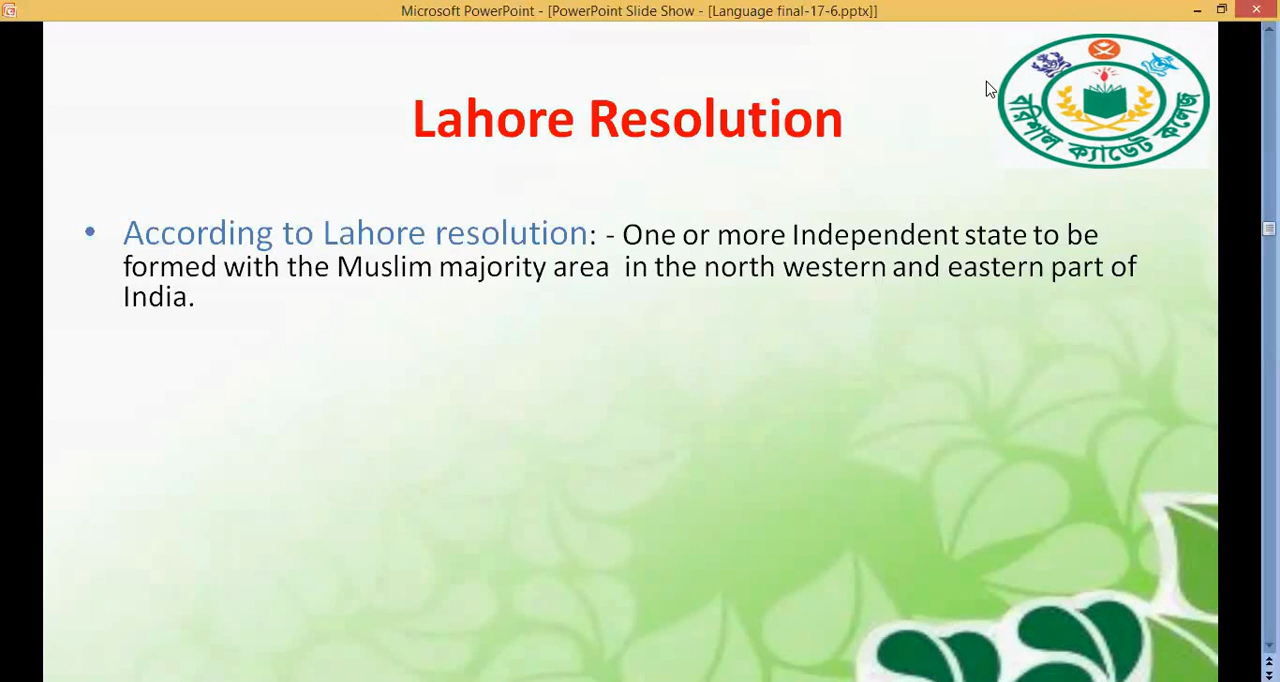 Microsoft PowerPoint - [PowerPoint Slide Show - [Language final-17-6.pptx]]
Lahore Resolution
বরিশাল ক্যাডেট কলেজ
• According to Lahore resolution: - One or more Independent state to be
formed with the Muslim majority area in the north western and eastern part of
India.